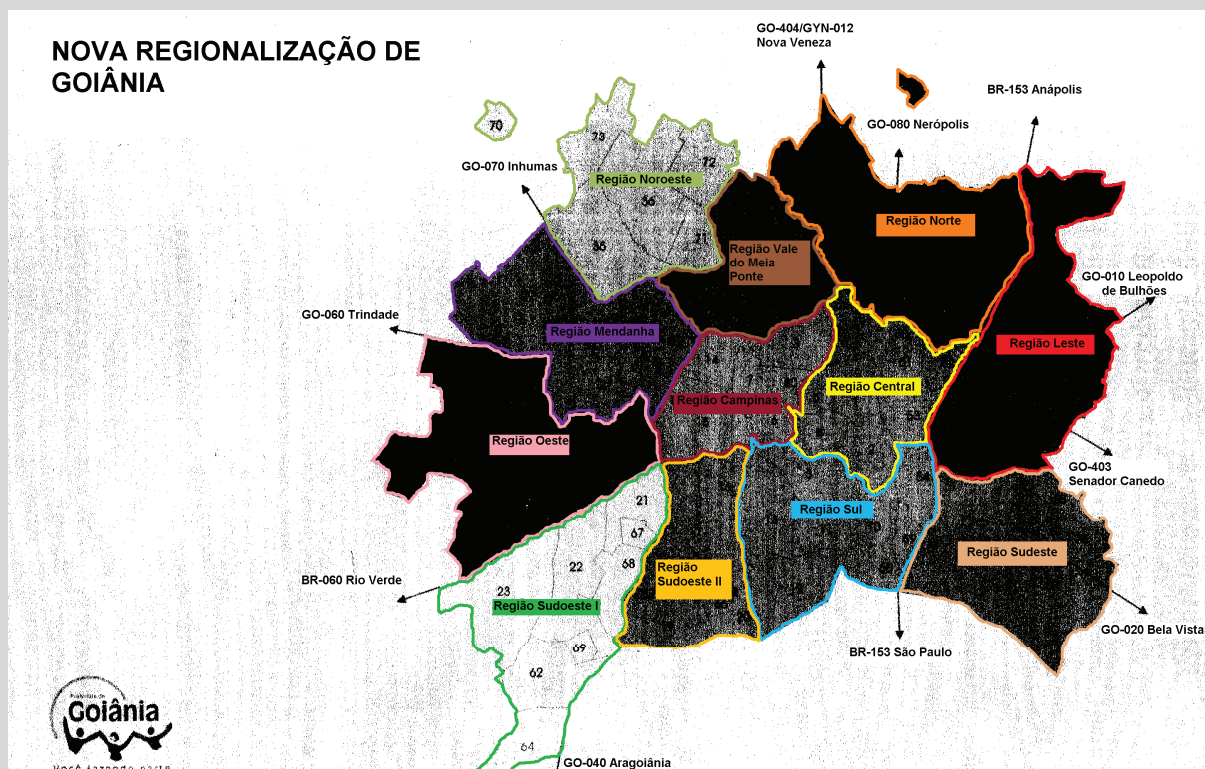 NOVA REGIONALIZAÇÃO DE
GOIÂNIA
GO-404/GYN-012
Nova Veneza
BR-153 Anápolis
GO-080 Nerópolis
70
73
GO-070 Inhumas
72
Região Noroeste
66
71
Região Norte
Região Vale
do Meia
Ponte
GO-010 Leopoldo
de Bulhões
GO-060 Trindade
Região Mendanha
Região Leste
Região Central
Região Campinas
Região Oeste
GO-403
Senador Canedo
21
Região Sul
67
Região Sudeste
68
22
Região
Sudoeste II
BR-060 Rio Verde
23
Região Sudoeste I
GO-020 Bela Vista
69
BR-153 São Paulo
62
Prefeitura de
Goiânia
64
GO-040 Aragoiânia